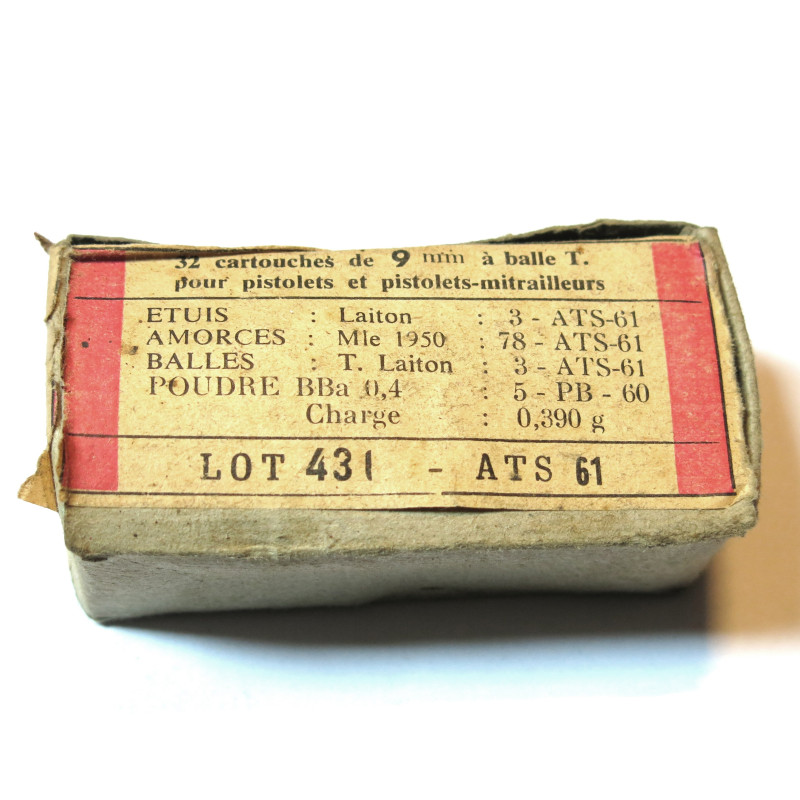 32 cartouches de 9 mm à balle T.
pour pistolets et pistolets-mitrailleurs
ETUIS : Laiton : 3 - ATS-61
AMORCES : Mle 1950 : 78 - ATS-61
BALLES : T. Laiton : 3 - ATS-61
POUDRE BBa 0,4 : 5 - PB - 60
Charge : 0,390 g
LOT 431 - ATS 61